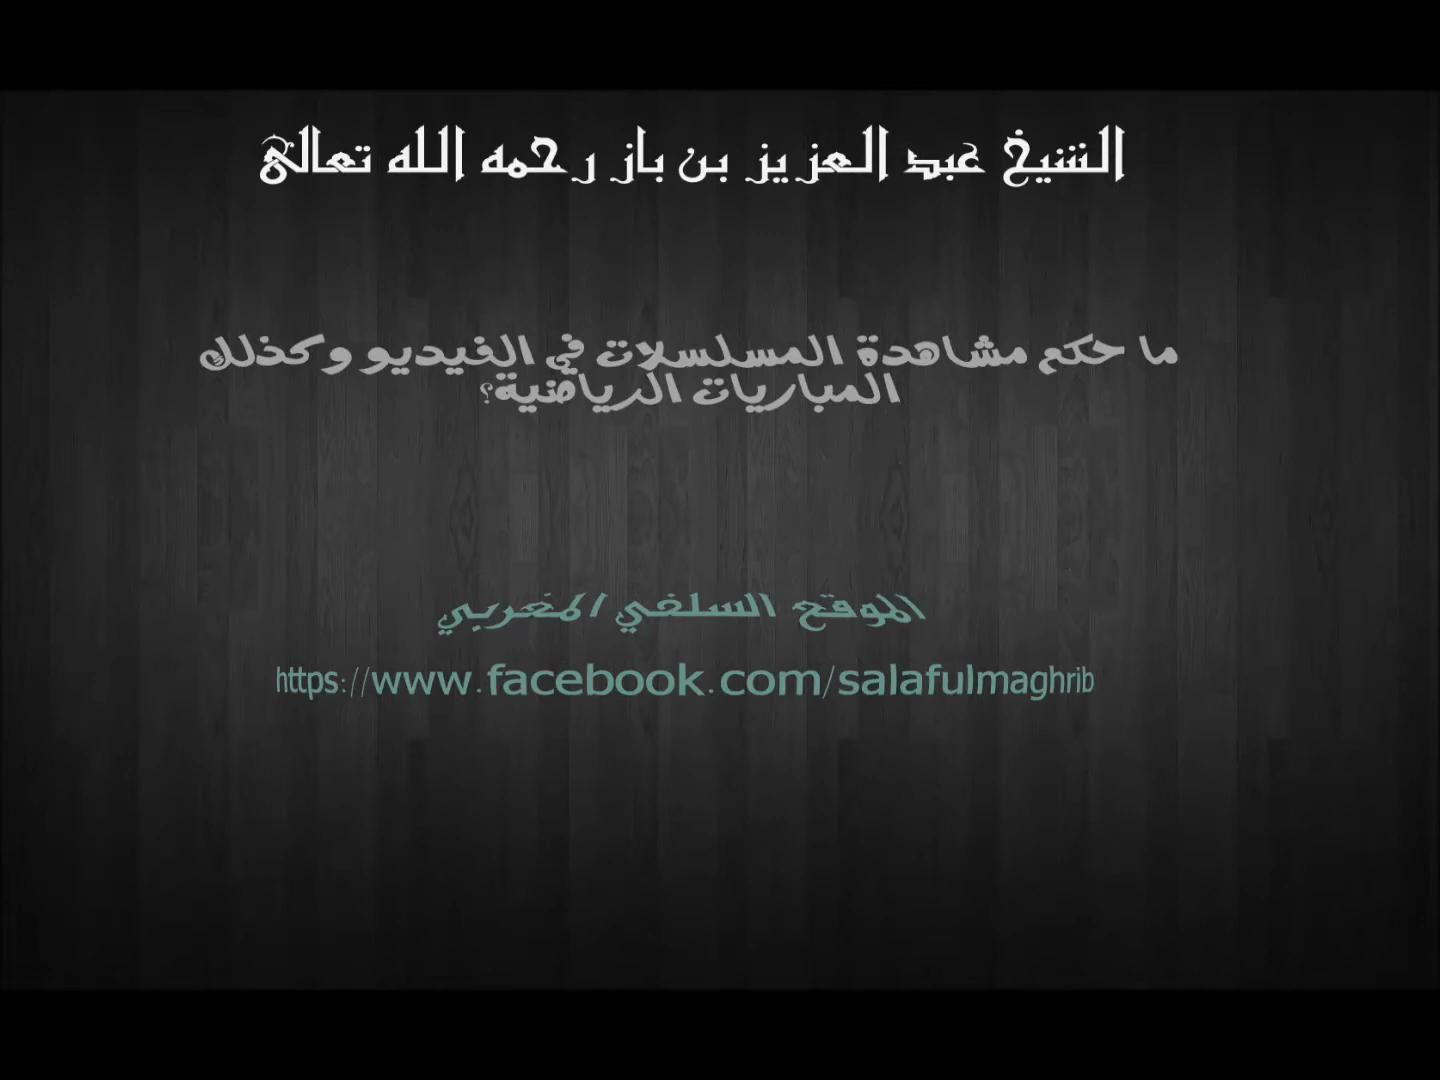 الشيخ عبد العزيز بن باز رحمه الله تعالى
ما حكم مشاهدة المسلسلات في الفيديو وكذلك
المباريات الرياضية؟
الموقع السلفي المغربي
https://www.facebook.com/salafulmaghrib